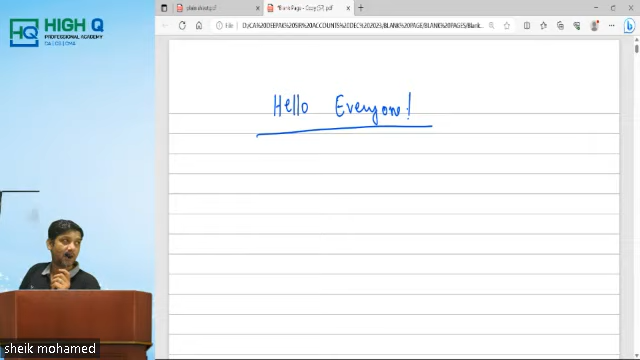 HIGH Q
PROFESSIONAL ACADEMY
CA | CS | CMA
Hello Everyone!
sheik mohamed